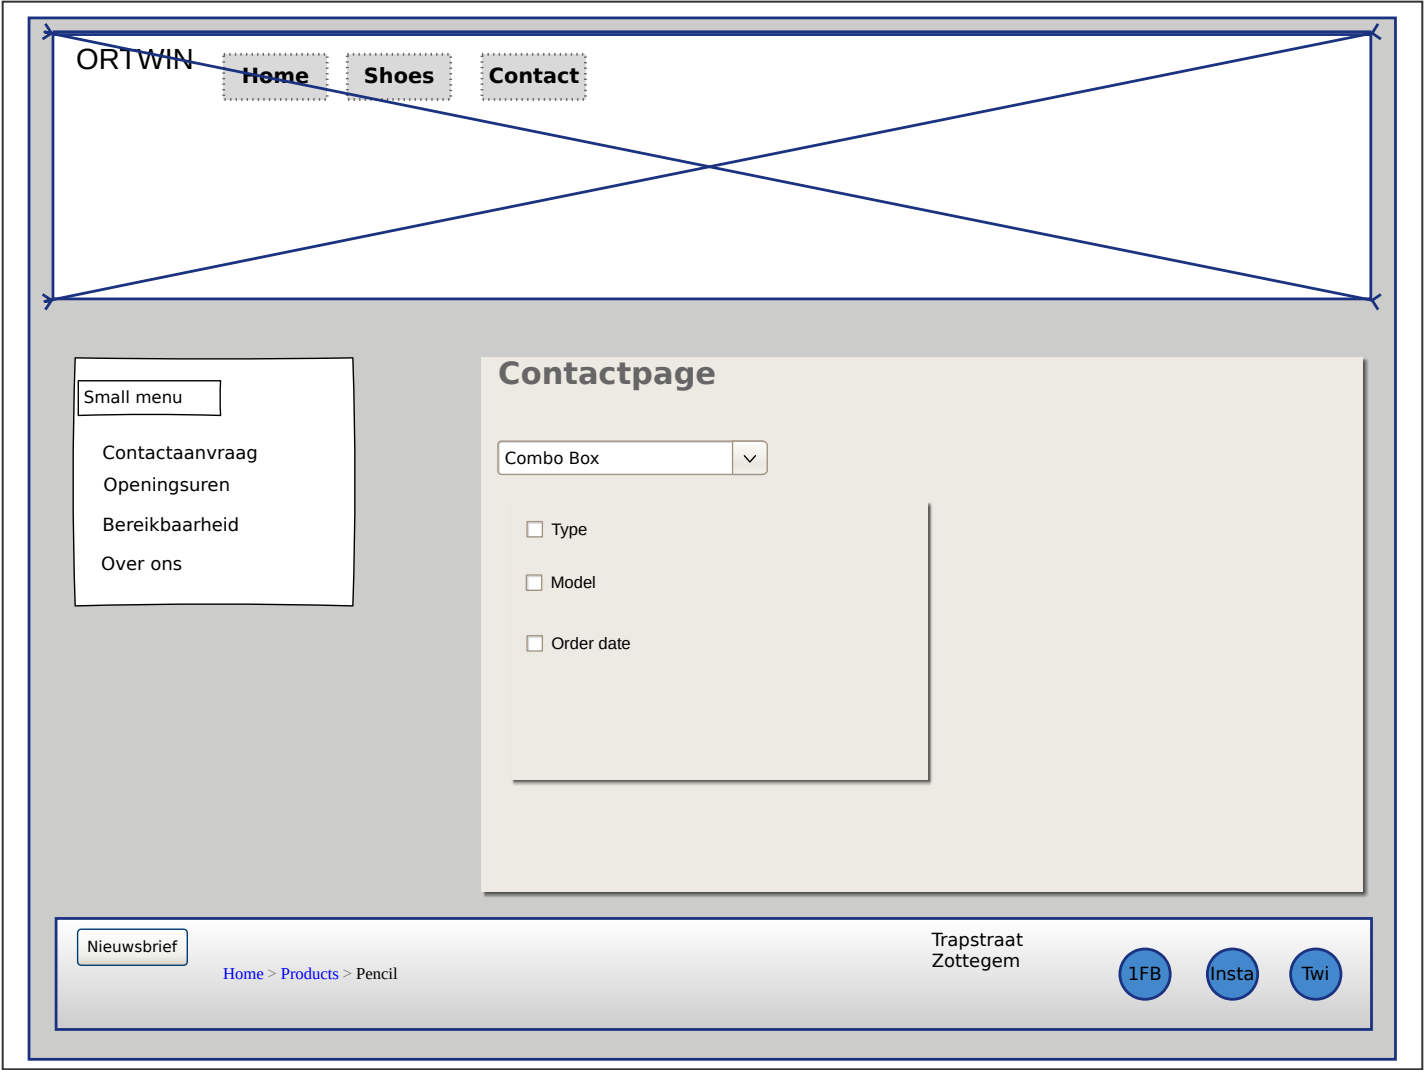 ORTWIN
Home
Shoes
Contact
Small menu
Contactaanvraag
Openingsuren
Bereikbaarheid
Over ons
Contactpage
Combo Box
Type
Model
Order date
Nieuwsbrief
Home > Products > Pencil
Trapstraat
Zottegem
1FB
Insta
Twi